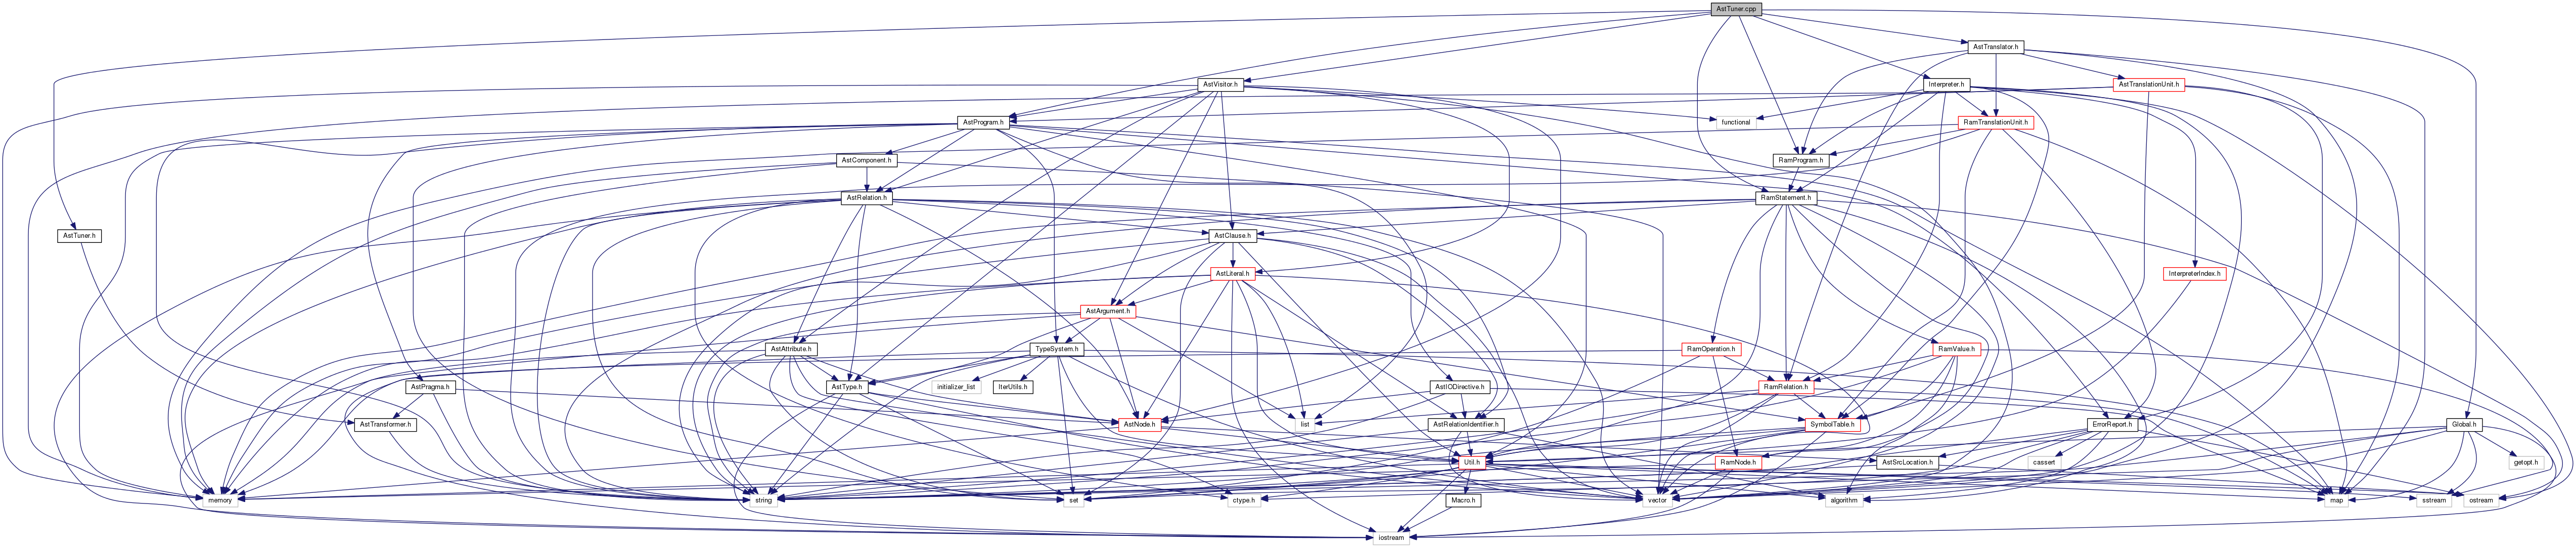 AstTuner.cpp
AstTranslator.h
AstVisitor.h
Interpreter.h
AstTranslationUnit.h
AstProgram.h
functional
RamTranslationUnit.h
AstComponent.h
RamProgram.h
AstRelation.h
RamStatement.h
AstTuner.h
AstClause.h
AstLiteral.h
InterpreterIndex.h
AstArgument.h
AstAttribute.h
TypeSystem.h
RamOperation.h
RamValue.h
AstPragma.h
AstType.h
initializer_list
IterUtils.h
AstIODirective.h
RamRelation.h
AstTransformer.h
AstNode.h
list
AstRelationIdentifier.h
SymbolTable.h
ErrorReport.h
Global.h
Util.h
RamNode.h
AstSrcLocation.h
cassert
getopt.h
memory
string
set
ctype.h
Macro.h
vector
algorithm
map
sstream
ostream
iostream